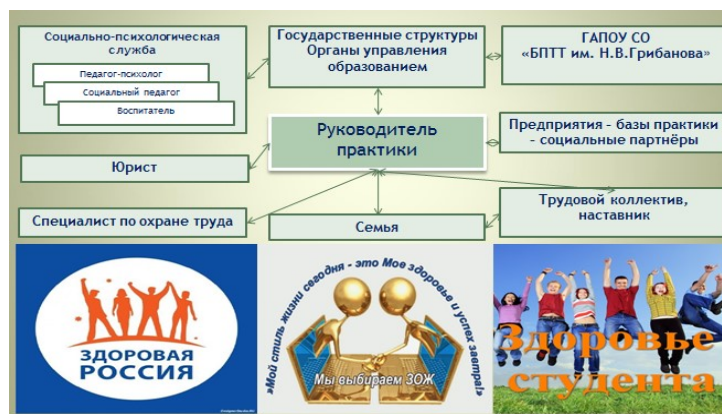 Социально-психологическая
служба
Педагог-психолог
Социальный педагог
Воспитатель
Государственные структуры
Органы управления
образованием
ГАПОУ СО
«БПТТ им. Н.В.Грибанова»
Руководитель
практики
Предприятия – базы практики
– социальные партнёры
Юрист
Специалист по охране труда
Семья
Трудовой коллектив,
наставник
ЗДОРОВАЯ
РОССИЯ
»Мой стиль жизни сегодня - это Мое здоровье и успех завтра!»
Мы выбираем ЗОЖ
Здоровье
студента